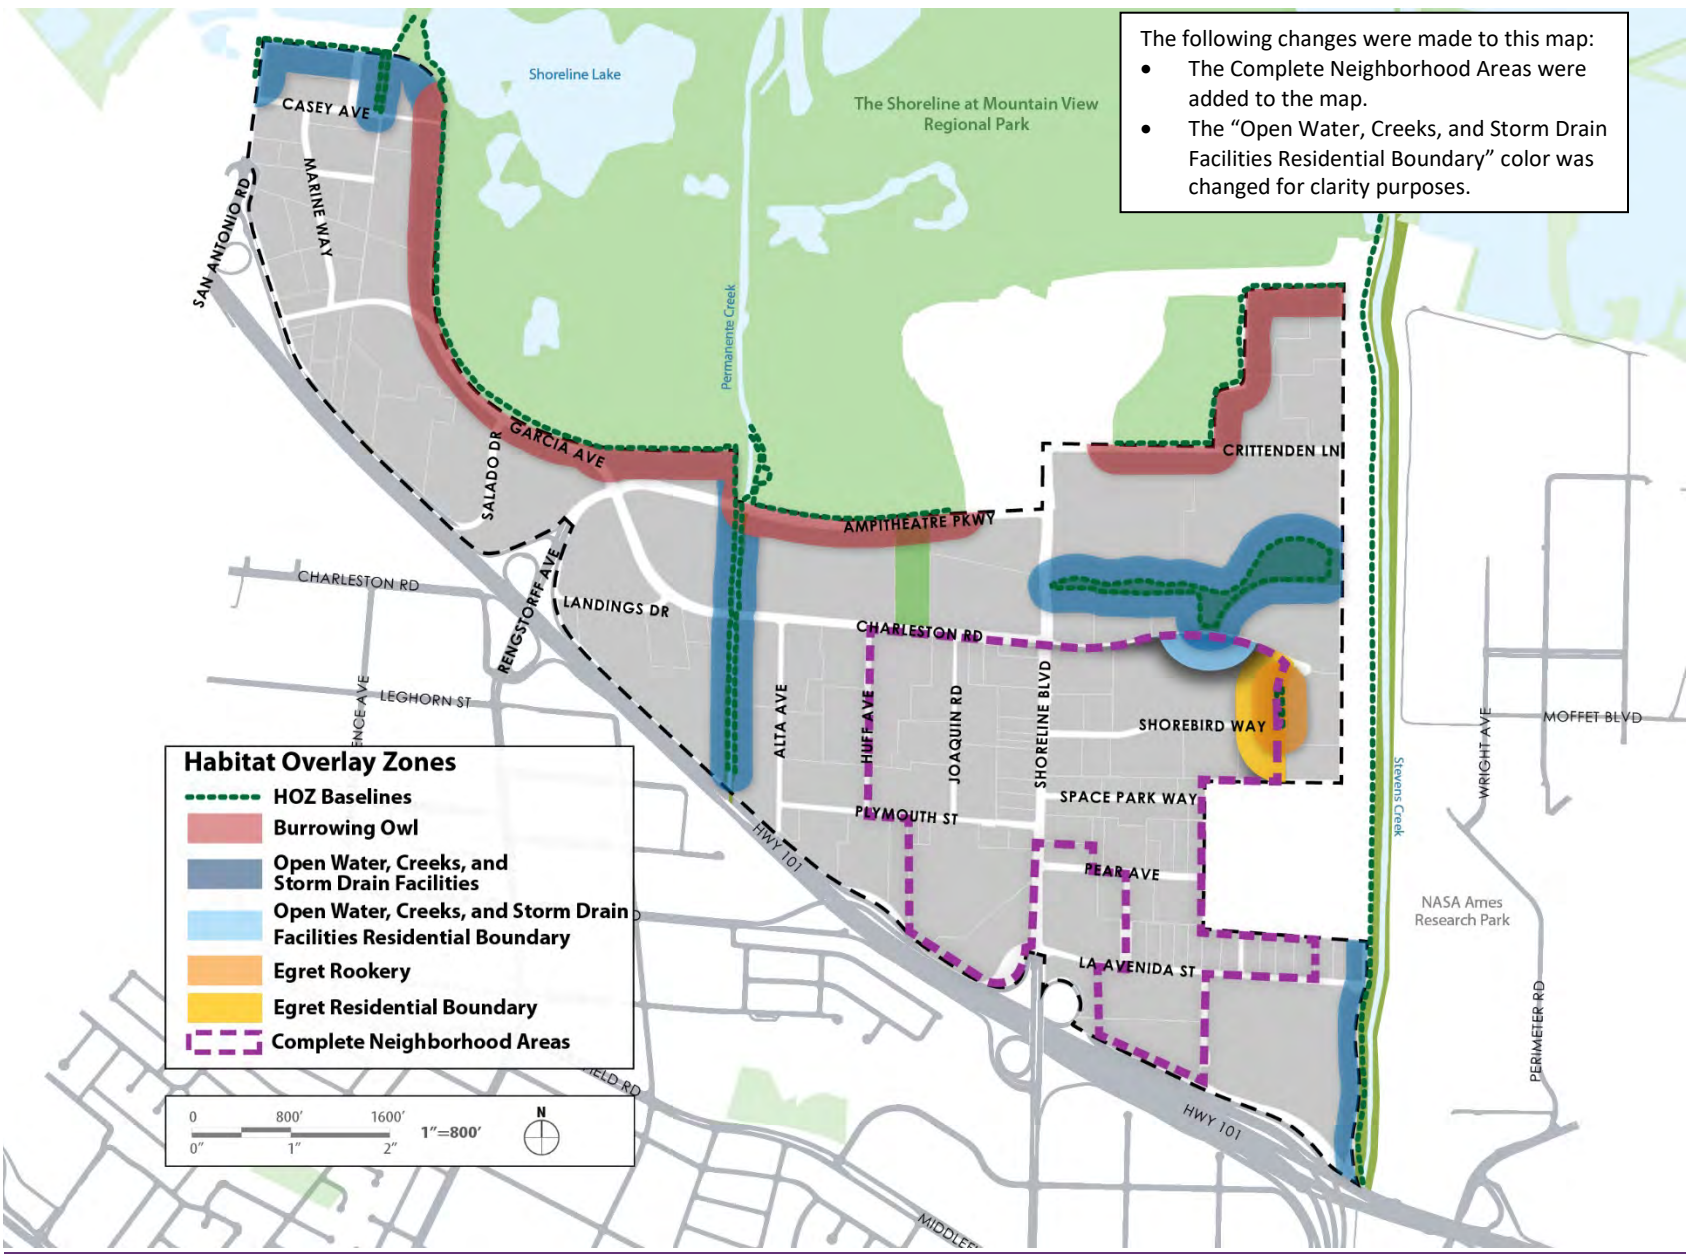 The following changes were made to this map:
• The Complete Neighborhood Areas were
added to the map.
• The “Open Water, Creeks, and Storm Drain
Facilities Residential Boundary” color was
changed for clarity purposes.
Shoreline Lake
The Shoreline at Mountain View
Regional Park
CASEY AVE
MARINE WAY
SAN ANTONIO RD
Permanente Creek
GARCIA AVE
SALADO DR
CRITTENDEN LN
AMPITHEATRE PKWY
RENGSTORFF AVE
CHARLESTON RD
LANDINGS DR
CHARLESTON RD
LEGHORN ST
ENCE AVE
ALTA AVE
HUFF AVE
JOAQUIN RD
SHORELINE BLVD
SHOREBIRD WAY
MOFFET BLVD
WRIGHT AVE
Stevens Creek
SPACE PARK WAY
PLYMOUTH ST
PEAR AVE
HWY 101
NASA Ames
Research Park
LA AVENIDA ST
PERIMETER RD
HWY 101
FIELD RD
MIDDLEF
Habitat Overlay Zones
HOZ Baselines
Burrowing Owl
Open Water, Creeks, and
Storm Drain Facilities
Open Water, Creeks, and Storm Drain
Facilities Residential Boundary
Egret Rookery
Egret Residential Boundary
Complete Neighborhood Areas
0 800' 1600'
0" 1" 2"
1"=800'
N